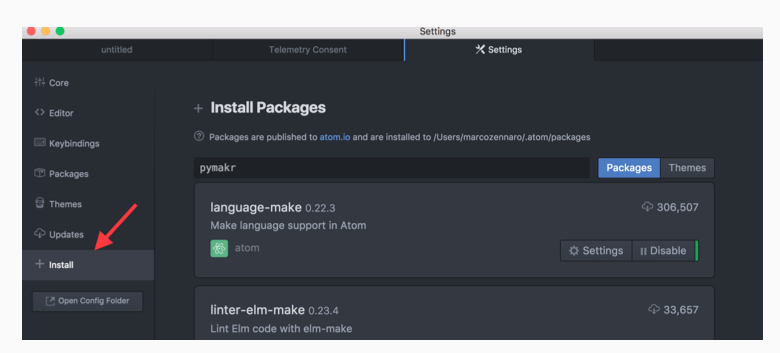 Settings
untitled
Telemetry Consent
Settings
Core
Editor
Keybindings
Packages
Themes
Updates
Install
Open Config Folder
+ Install Packages
Packages are published to atom.io and are installed to /Users/marcozennaro/.atom/packages
pymakr
Packages Themes
language-make 0.22.3 306,507
Make language support in Atom
atom
Settings Disable
linter-elm-make 0.23.4 33,657
Lint Elm code with elm-make